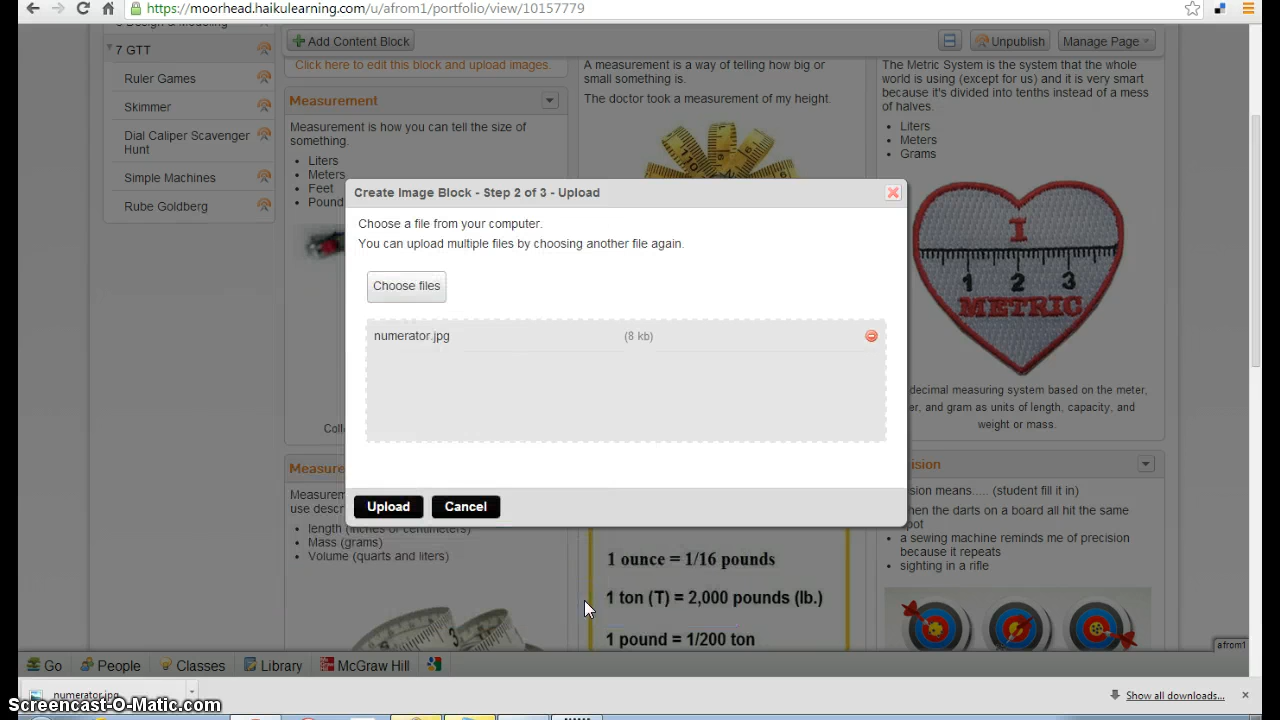 https://moorhead.haikulearning.com/u/afrom1/portfolio/view/10157779
7 GTT
Ruler Games
Skimmer
Dial Caliper Scavenger
Hunt
Simple Machines
Rube Goldberg
Add Content Block
Unpublish
Manage Page
Click here to edit this block and upload images.
Measurement
Measurement is how you can tell the size of
something.
Liters
Meters
Feet
Pound
A measurement is a way of telling how big or
small something is.
The doctor took a measurement of my height.
The Metric System is the system that the whole
world is using (except for us) and it is very smart
because it's divided into tenths instead of a mess
of halves.
Liters
Meters
Grams
I
1 2 3
METRIC
decimal measuring system based on the meter,
er, and gram as units of length, capacity, and
weight or mass.
Create Image Block - Step 2 of 3 - Upload
Choose a file from your computer.
You can upload multiple files by choosing another file again.
Choose files
numerator.jpg (8 kb)
Upload
Cancel
Colle
Measure
Measurem
use descri
length (inches or centimeters)
Mass (grams)
Volume (quarts and liters)
1 ounce = 1/16 pounds
1 ton (T) = 2,000 pounds (lb.)
1 pound = 1/200 ton
ision
ision means..... (student fill it in)
when the darts on a board all hit the same
spot
a sewing machine reminds me of precision
because it repeats
sighting in a rifle
afrom1
Go
People
Classes
Library
McGraw Hill
numerator.jpg
Show all downloads...
Screencast-O-Matic.com